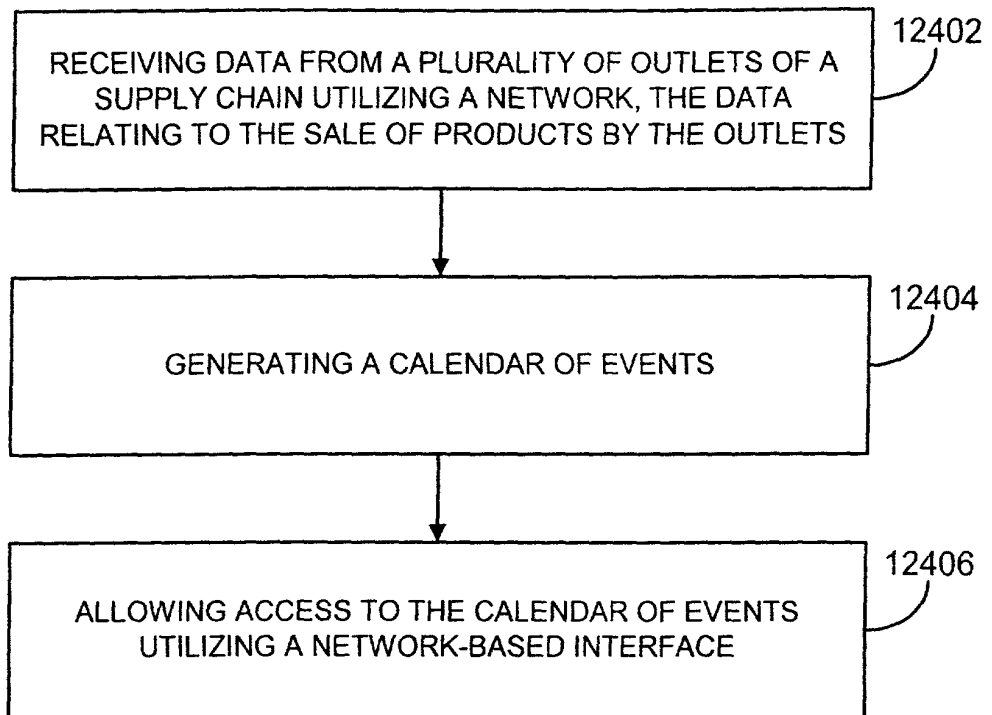 12402
RECEIVING DATA FROM A PLURALITY OF OUTLETS OF A
SUPPLY CHAIN UTILIZING A NETWORK, THE DATA
RELATING TO THE SALE OF PRODUCTS BY THE OUTLETS
12404
GENERATING A CALENDAR OF EVENTS
12406
ALLOWING ACCESS TO THE CALENDAR OF EVENTS
UTILIZING A NETWORK-BASED INTERFACE